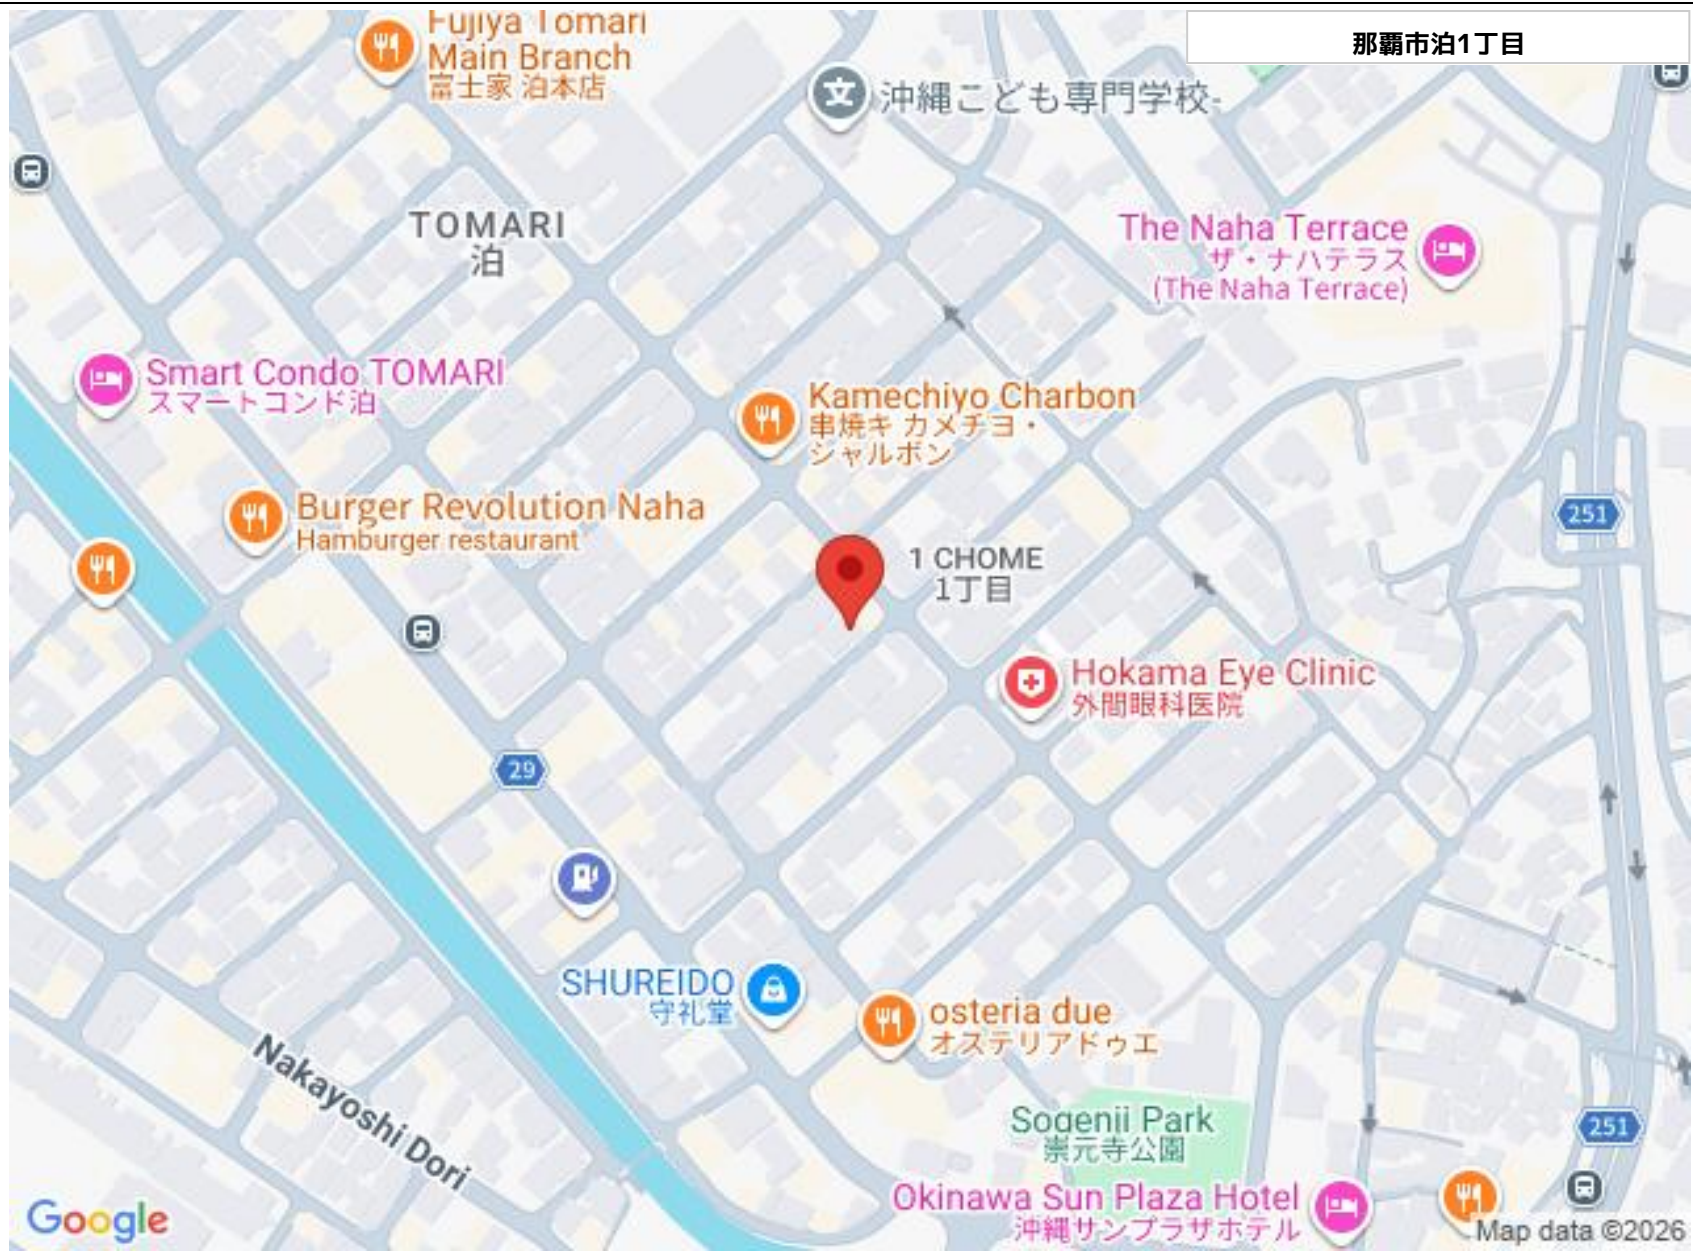 Fujiya Tomari
Main Branch
富士家 泊本店
那覇市泊1丁目
文
沖縄こども専門学校
TOMARI
泊
The Naha Terrace
ザ・ナハテラス
(The Naha Terrace)
Smart Condo TOMARI
スマートコンド泊
Kamechiyo Charbon
串焼キ カメチヨ・
シャルボン
Burger Revolution Naha
Hamburger restaurant
251
1 CHOME
1丁目
Hokama Eye Clinic
外間眼科医院
29
SHUREIDO
守礼堂
osteria due
オステリアドゥエ
Nakayoshi Dori
Sogenji Park
崇元寺公園
251
Okinawa Sun Plaza Hotel
沖縄サンプラザホテル
Google
Map data ©2026